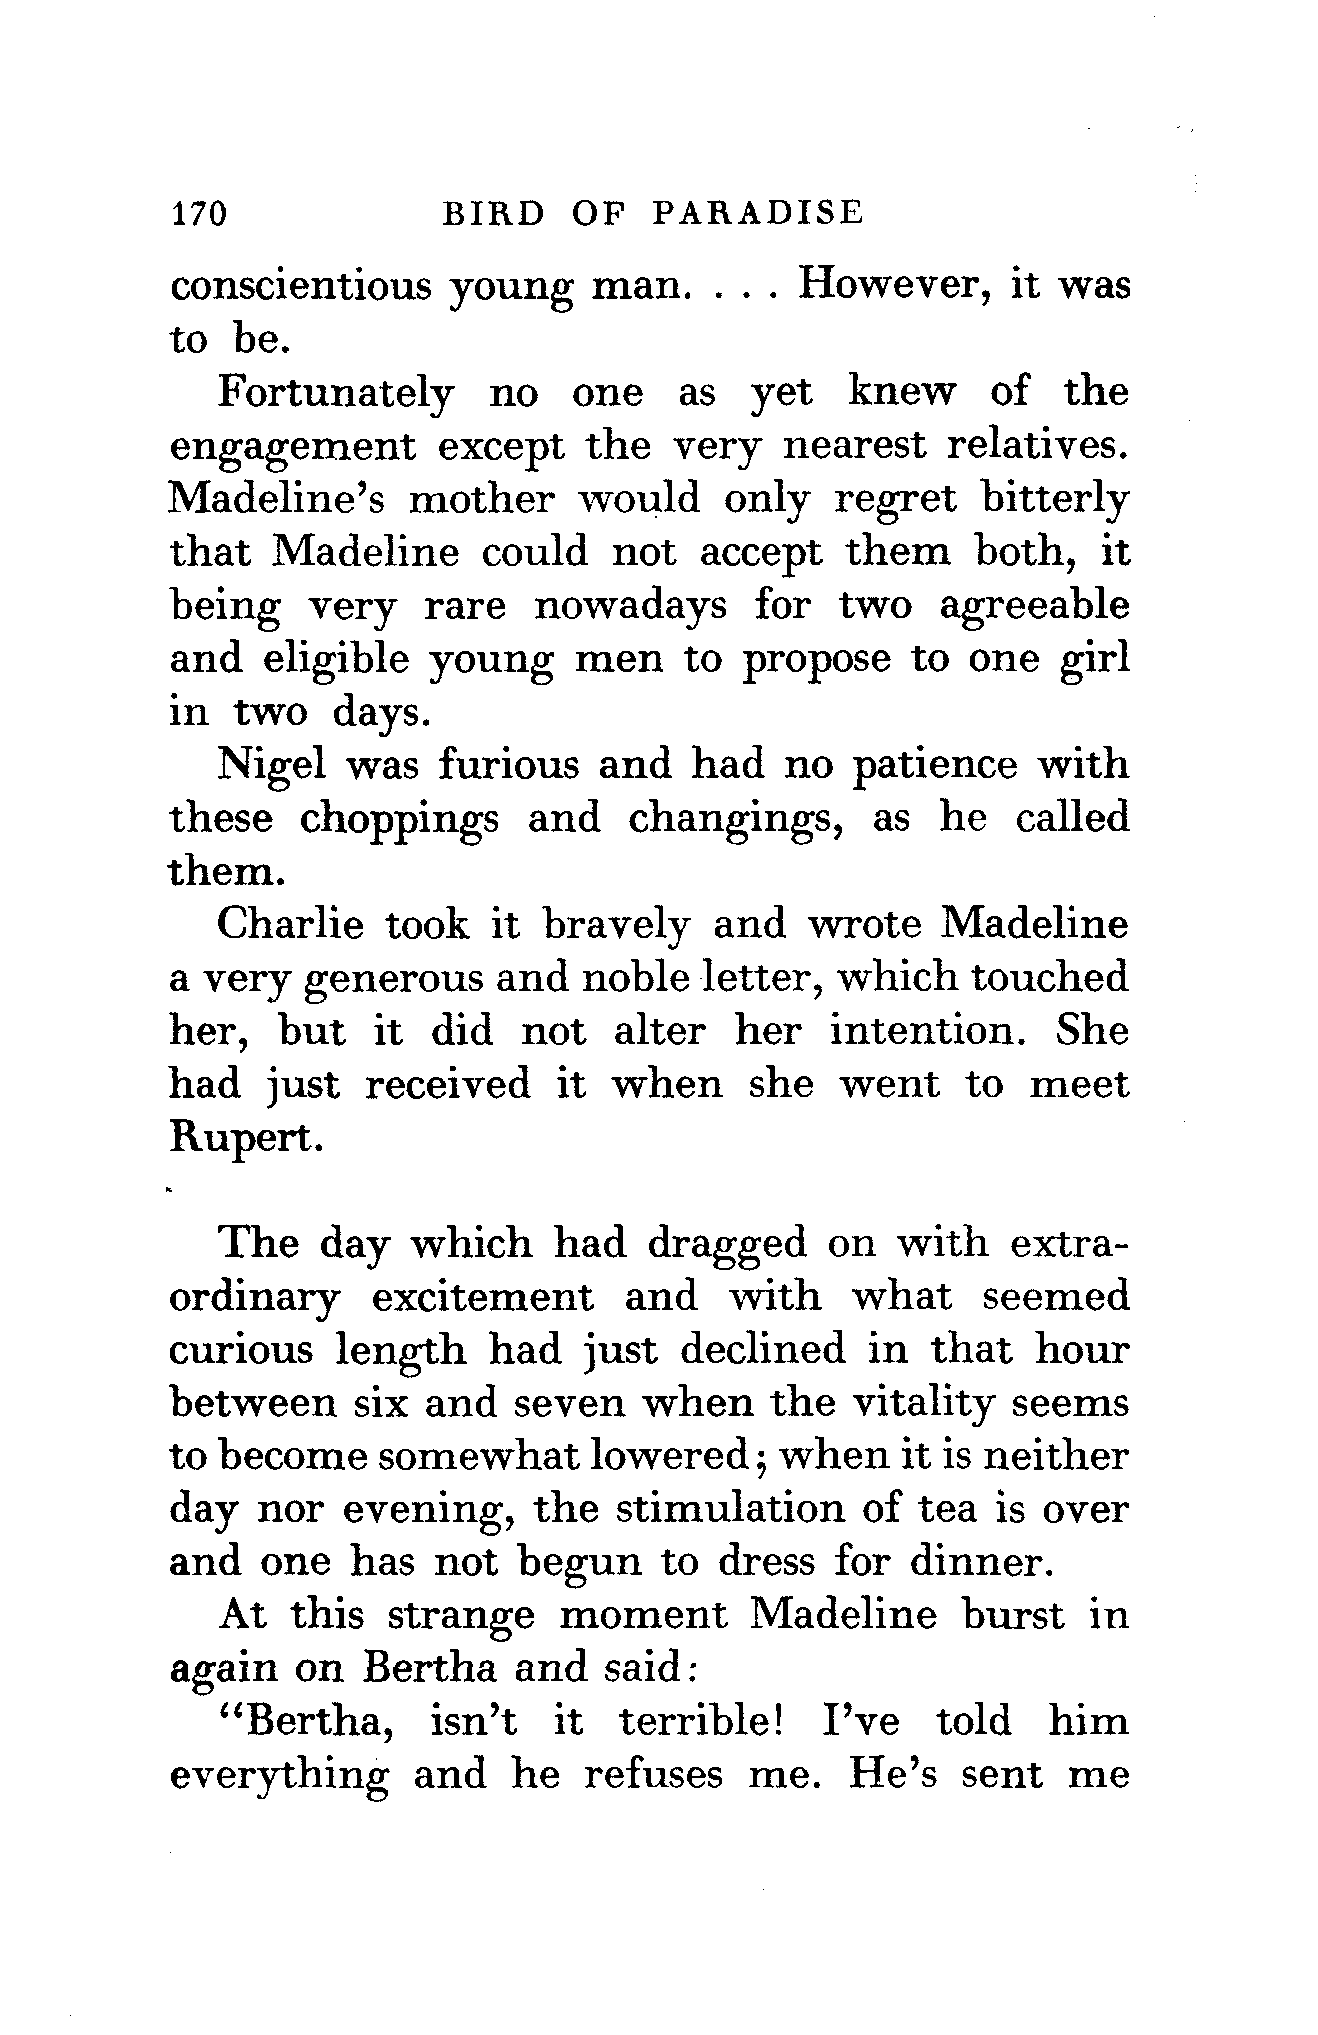 170 BIRD OF PARADISE
conscientious young man. . . . However, it was
to be.
Fortunately no one as yet knew of the
engagement except the very nearest relatives.
Madeline's mother would only regret bitterly
that Madeline could not accept them both, it
being very rare nowadays for two agreeable
and eligible young men to propose to one girl
in two days.
Nigel was furious and had no patience with
these choppings and changings, as he called
them.
Charlie took it bravely and wrote Madeline
a very generous and noble letter, which touched
her, but it did not alter her intention. She
had just received it when she went to meet
Rupert.
The day which had dragged on with extra-
ordinary excitement and with what seemed
curious length had just declined in that hour
between six and seven when the vitality seems
to become somewhat lowered; when it is neither
day nor evening, the stimulation of tea is over
and one has not begun to dress for dinner.
At this strange moment Madeline burst in
again on Bertha and said:
"Bertha, isn't it terrible! I've told him
everything and he refuses me. He's sent me